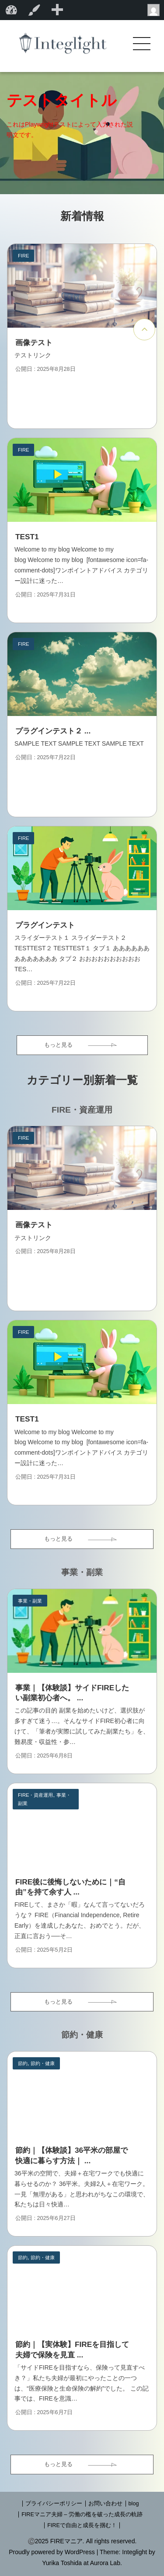 Integlight
テストタイトル
これはPlaywrightテストによって入力された説
明文です。
新着情報
FIRE
画像テスト
テストリンク
公開日 : 2025年8月28日
FIRE
TEST1
Welcome to my blog Welcome to my
blog Welcome to my blog [fontawesome icon=fa-
comment-dots]ワンポイントアドバイス カテゴリ
ー設計に迷った…
公開日 : 2025年7月31日
FIRE
プラグインテスト２ ...
SAMPLE TEXT SAMPLE TEXT SAMPLE TEXT
公開日 : 2025年7月22日
FIRE
プラグインテスト
スライダーテスト１ スライダーテスト２
TESTTEST２ TESTTEST１ タブ１ ああああああ
あああああああ タブ２ おおおおおおおおおお
TES…
公開日 : 2025年7月22日
もっと見る
カテゴリー別新着一覧
FIRE・資産運用
FIRE
画像テスト
テストリンク
公開日 : 2025年8月28日
FIRE
TEST1
Welcome to my blog Welcome to my
blog Welcome to my blog [fontawesome icon=fa-
comment-dots]ワンポイントアドバイス カテゴリ
ー設計に迷った…
公開日 : 2025年7月31日
もっと見る
事業・副業
事業・副業
事業｜【体験談】サイドFIREした
い副業初心者へ。 ...
この記事の目的 副業を始めたいけど、選択肢が
多すぎて迷う…。そんなサイドFIRE初心者に向
けて、「筆者が実際に試してみた副業たち」を、
難易度・収益性・参…
公開日 : 2025年6月8日
FIRE・資産運用, 事業・
副業
FIRE後に後悔しないために｜“自
由”を持て余す人 ...
FIREして、まさか「暇」なんて言ってないだろ
うな？ FIRE（Financial Independence, Retire
Early）を達成したあなた、おめでとう。だが、
正直に言おう──そ…
公開日 : 2025年5月2日
もっと見る
節約・健康
節約, 節約・健康
節約｜【体験談】36平米の部屋で
快適に暮らす方法｜ ...
36平米の空間で、夫婦＋在宅ワークでも快適に
暮らせるのか？ 36平米、夫婦2人＋在宅ワーク。
一見「無理がある」と思われがちなこの環境で、
私たちは日々快適…
公開日 : 2025年6月27日
節約, 節約・健康
節約｜【実体験】FIREを目指して
夫婦で保険を見直 ...
「サイドFIREを目指すなら、保険って見直すべ
き？」私たち夫婦が最初にやったことの一つ
は、“医療保険と生命保険の解約”でした。 この記
事では、FIREを意識…
公開日 : 2025年6月7日
もっと見る
| プライバシーポリシー | お問い合わせ | blog
| FIREマニア夫婦 – 労働の檻を破った成長の軌跡
| FIREで自由と成長を掴む！ |
©2025 FIREマニア. All rights reserved.
Proudly powered by WordPress | Theme: Integlight by
Yurika Toshida at Aurora Lab.